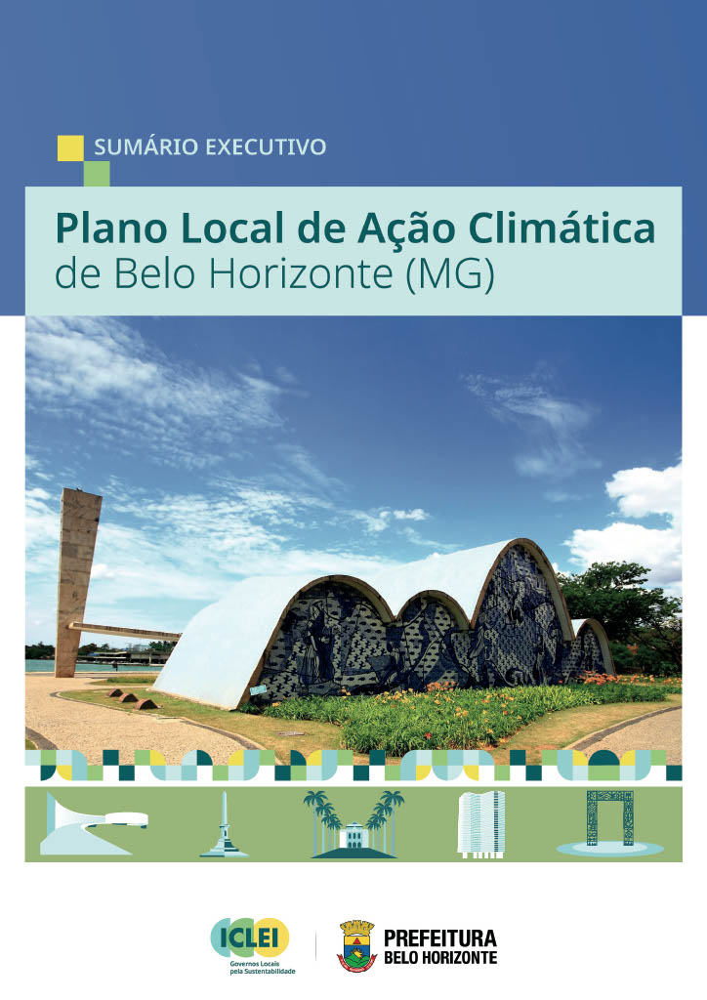 SUMÁRIO EXECUTIVO
Plano Local de Ação Climática
de Belo Horizonte (MG)
ICLEI
Governos Locais
pela Sustentabilidade
PREFEITURA
BELO HORIZONTE